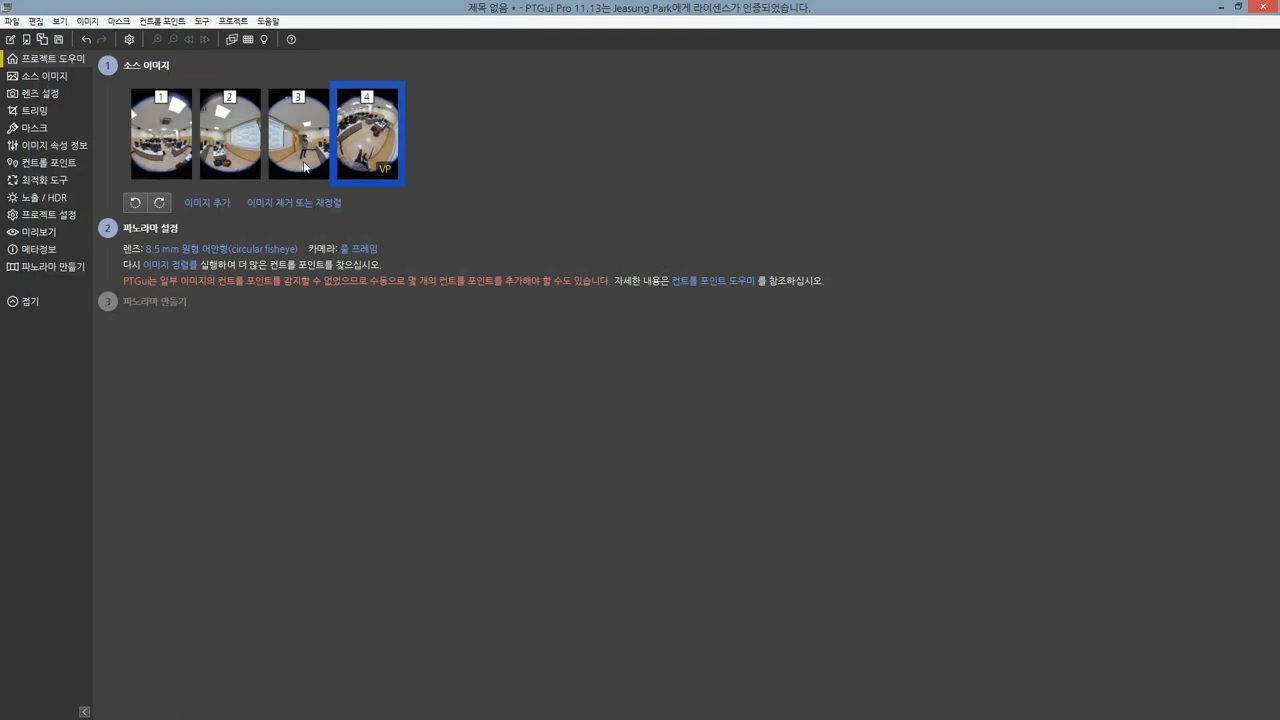 제목 없음 * - PTGui Pro 11.13는 Jeasung Park에게 라이센스가 인증되었습니다.
파일 편집 보기 이미지 마스크 컨트롤 포인트 도구 프로젝트 도움말
프로젝트 도우미
소스 이미지
렌즈 설정
트리밍
마스크
이미지 속성 정보
컨트롤 포인트
최적화 도구
노출 / HDR
프로젝트 설정
미리보기
메타정보
파노라마 만들기
접기
1 소스 이미지
1 2 3 4
VP
이미지 추가 이미지 제거 또는 재정렬
2 파노라마 설정
렌즈: 8.5 mm 원형 어안형(circular fisheye) 카메라: 풀 프레임
다시 이미지 정렬를 실행하여 더 많은 컨트롤 포인트를 찾으십시오.
PTGui는 일부 이미지의 컨트롤 포인트를 감지할 수 없었으므로 수동으로 몇 개의 컨트롤 포인트를 추가해야 할 수도 있습니다. 자세한 내용은 컨트롤 포인트 도우미 를 참조하십시오.
3 파노라마 만들기